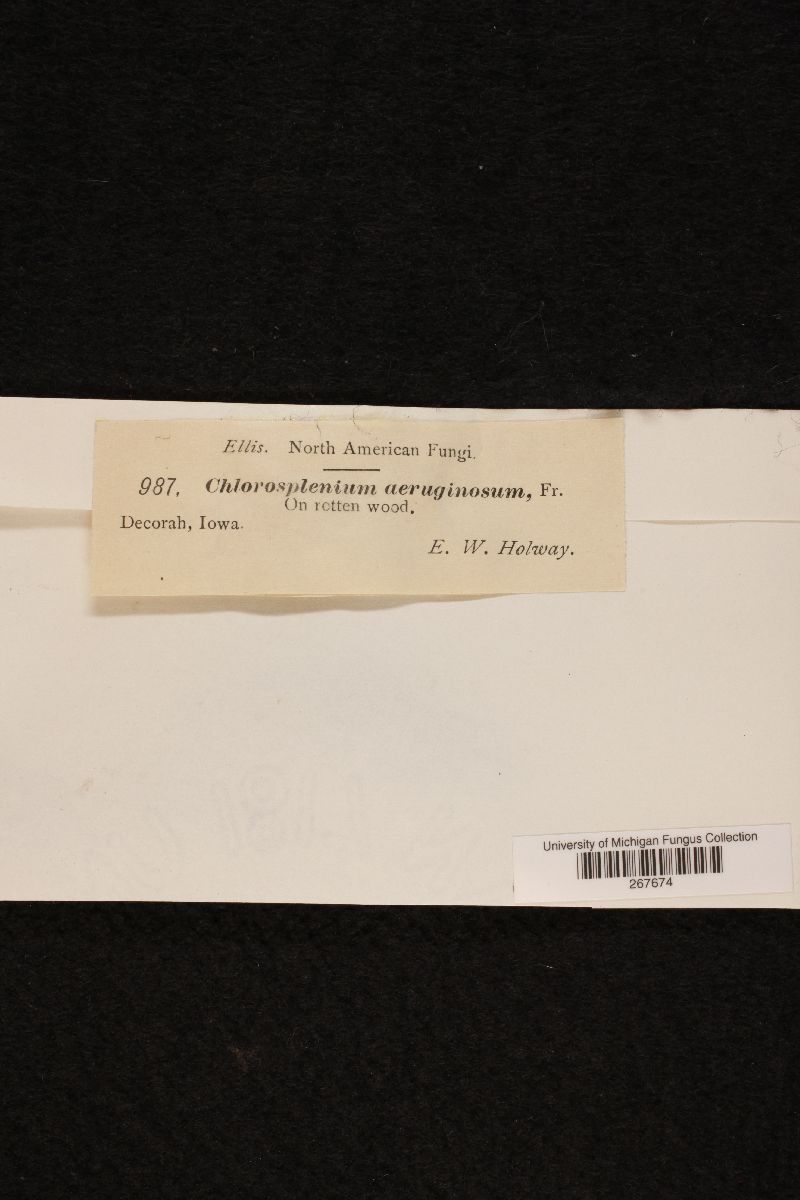 Ellis. North American Fungi.
987, Chlorosplenium aeruginosum, Fr.
On rotten wood.
Decorah, Iowa.
E. W. Holway.
University of Michigan Fungus Collection
267674